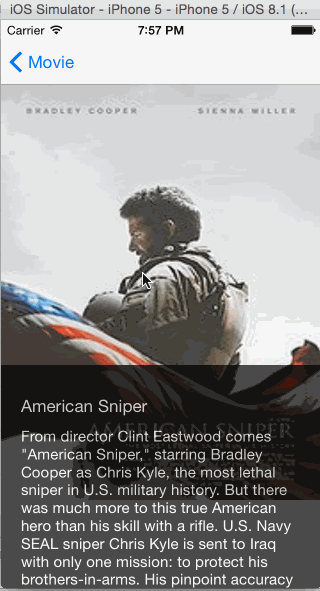 iOS Simulator - iPhone 5 - iPhone 5 / iOS 8.1 (...
Carrier 7:57 PM
Movie
BRADLEY COOPER SIENNA MILLER
American Sniper
AMERICAN SNIPER
From director Clint Eastwood comes
"American Sniper," starring Bradley
Cooper as Chris Kyle, the most lethal
sniper in U.S. military history. But there
was much more to this true American
hero than his skill with a rifle. U.S. Navy
SEAL sniper Chris Kyle is sent to Iraq
with only one mission: to protect his
brothers-in-arms. His pinpoint accuracy